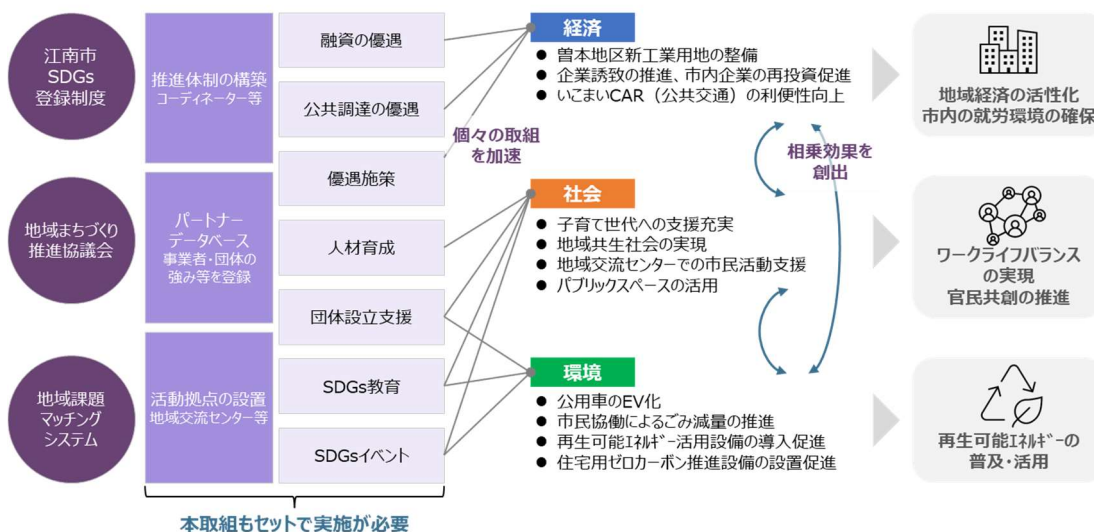 江南市
SDGs
登録制度
地域まちづくり
推進協議会
地域課題
マッチング
システム
推進体制の構築
コーディネーター等
パートナー
データベース
事業者・団体の
強み等を登録
活動拠点の設置
地域交流センター等
融資の優遇
公共調達の優遇
優遇施策
人材育成
団体設立支援
SDGs教育
SDGsイベント
本取組もセットで実施が必要
個々の取組
を加速
経済
● 曽本地区新工業用地の整備
● 企業誘致の推進、市内企業の再投資促進
● いこまいCAR（公共交通）の利便性向上
社会
● 子育て世代への支援充実
● 地域共生社会の実現
● 地域交流センターでの市民活動支援
● パブリックスペースの活用
環境
● 公用車のEV化
● 市民協働によるごみ減量の推進
● 再生可能ｴﾈﾙｷﾞｰ活用設備の導入促進
● 住宅用ゼロカーボン推進設備の設置促進
相乗効果を
創出
地域経済の活性化
市内の就労環境の確保
ワークライフバランス
の実現
官民共創の推進
再生可能ｴﾈﾙｷﾞｰの
普及・活用